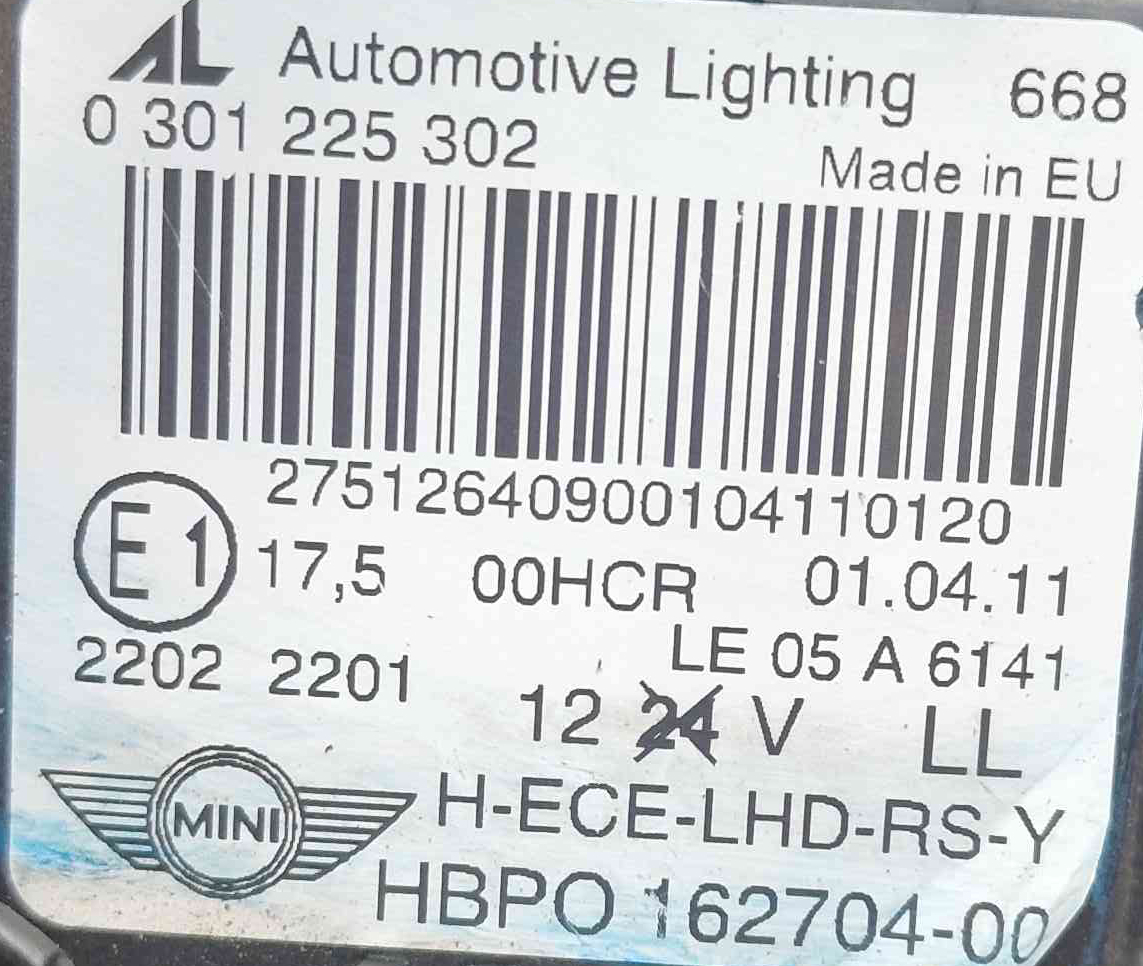 AL Automotive Lighting 668
0 301 225 302
Made in EU
27512640900104110120
E1 17,5 00HCR 01.04.11
LE 05 A 6141
2202 2201
12 24 V LL
MINI
H-ECE-LHD-RS-Y
HBPO 162704-00